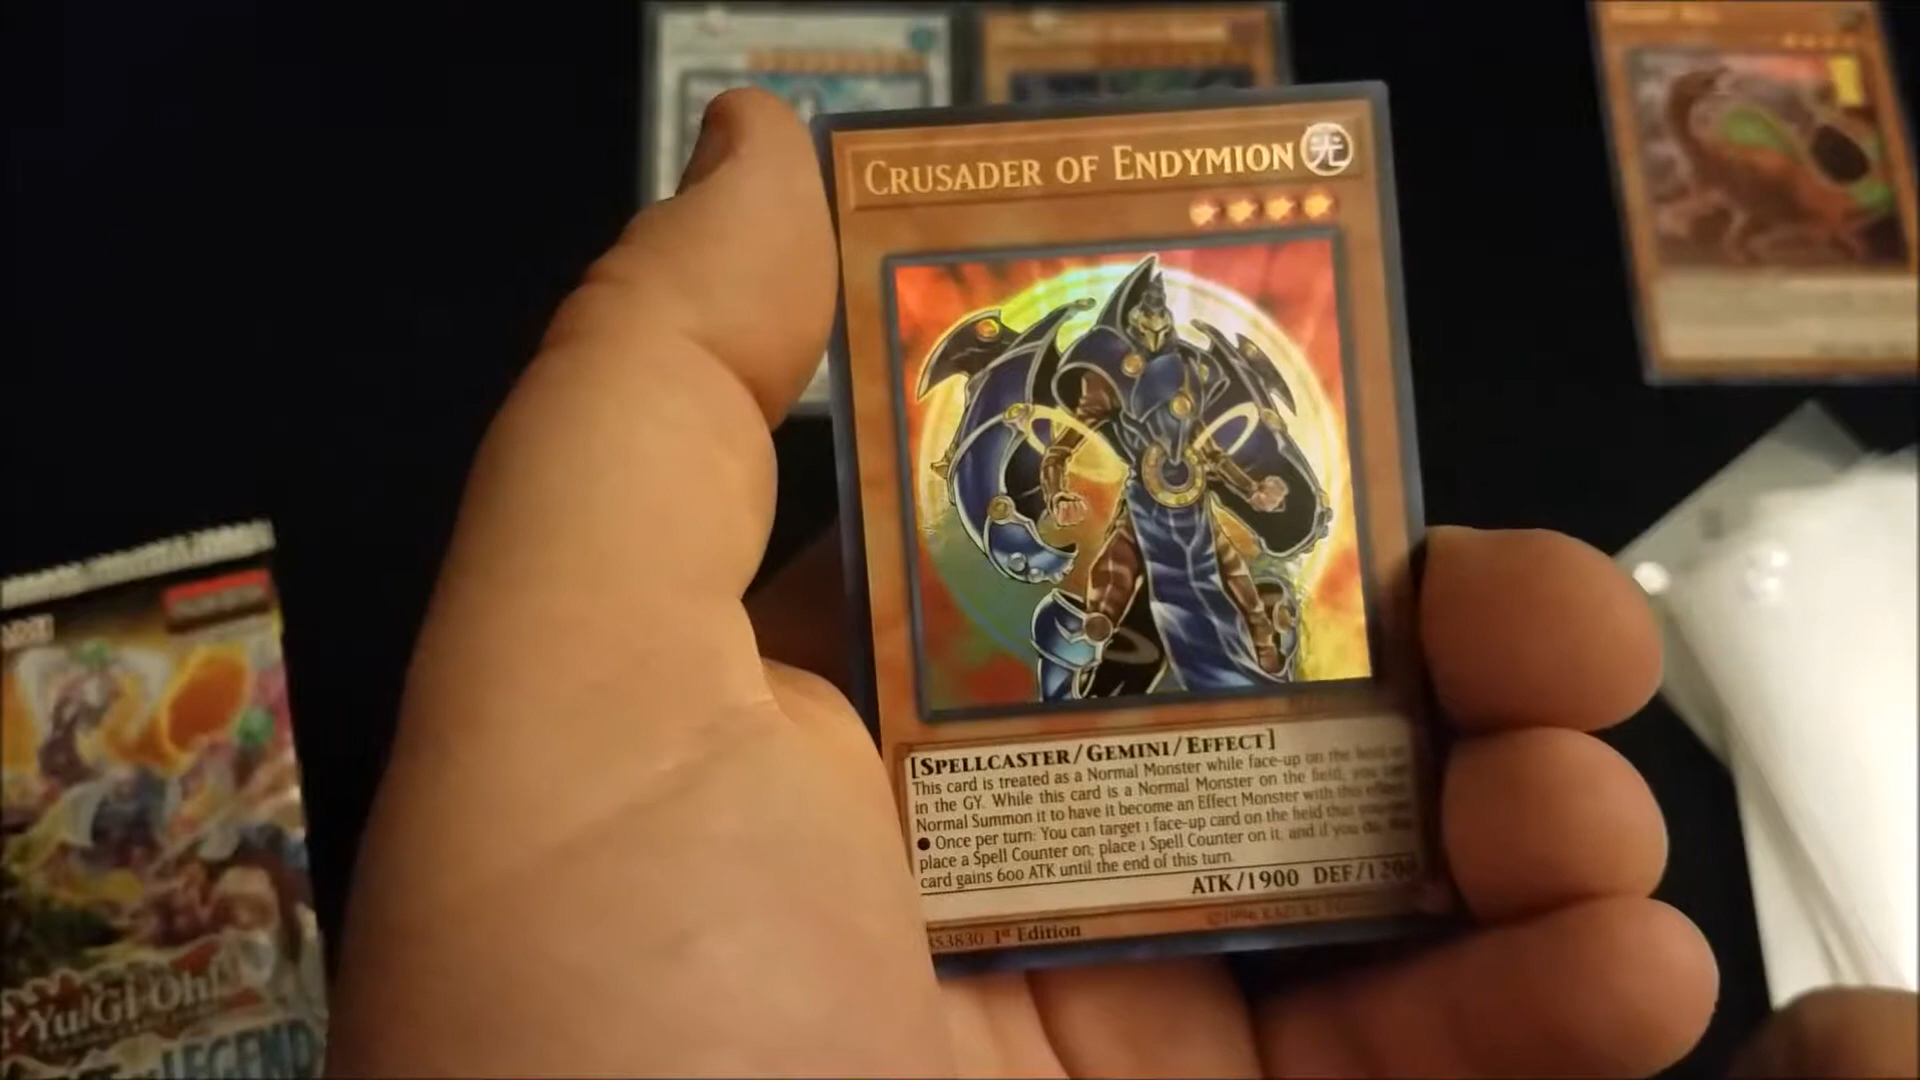 CRUSADER OF ENDYMION 光
[SPELLCASTER/GEMINI/EFFECT]
This card is treated as a Normal Monster while face-up on the field or
in the GY. While this card is a Normal Monster on the field, you can
Normal Summon it to have it become an Effect Monster with this effect.
● Once per turn: You can target 1 face-up card on the field that you can
place a Spell Counter on; place 1 Spell Counter on it, and if you do, this
card gains 600 ATK until the end of this turn.
ATK/1900 DEF/1200
53830 1st Edition
©1996 KAZUKI
Yu-Gi-Oh!
LEGEND